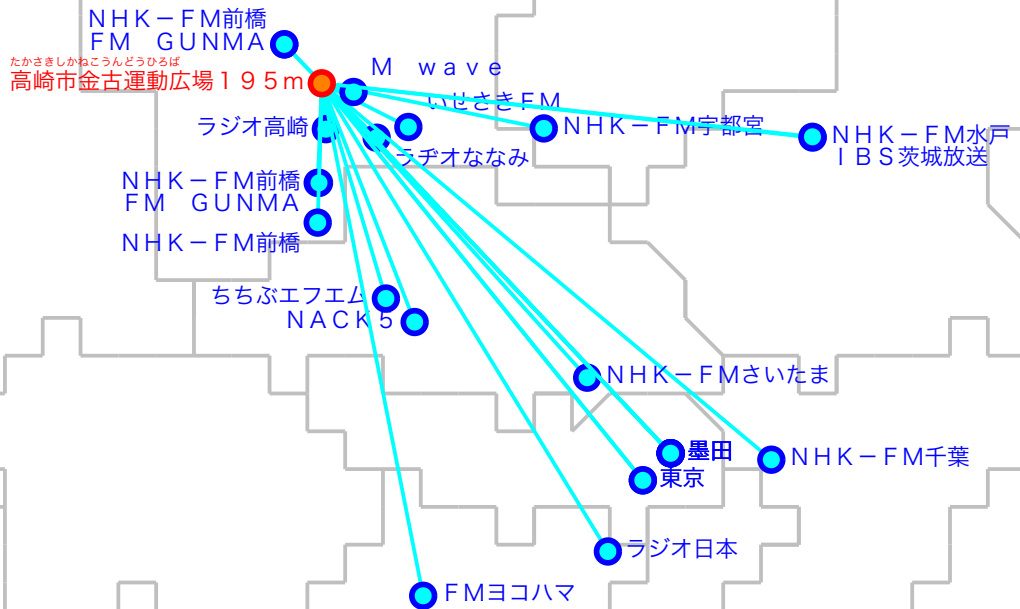 ＮＨＫ－ＦＭ前橋
ＦＭ　ＧＵＮＭＡ
たかさきしかねこうんどうひろば
高崎市金古運動広場１９５ｍ
Ｍ　ｗａｖｅ
いせさきＦＭ
ラジオ高崎
ＮＨＫ－ＦＭ宇都宮
ＮＨＫ－ＦＭ水戸
ＩＢＳ茨城放送
ラヂオななみ
ＮＨＫ－ＦＭ前橋
ＦＭ　ＧＵＮＭＡ
ＮＨＫ－ＦＭ前橋
ちちぶエフエム
ＮＡＣＫ５
ＮＨＫ－ＦＭさいたま
墨田
ＮＨＫ－ＦＭ千葉
東京
ラジオ日本
ＦＭヨコハマ